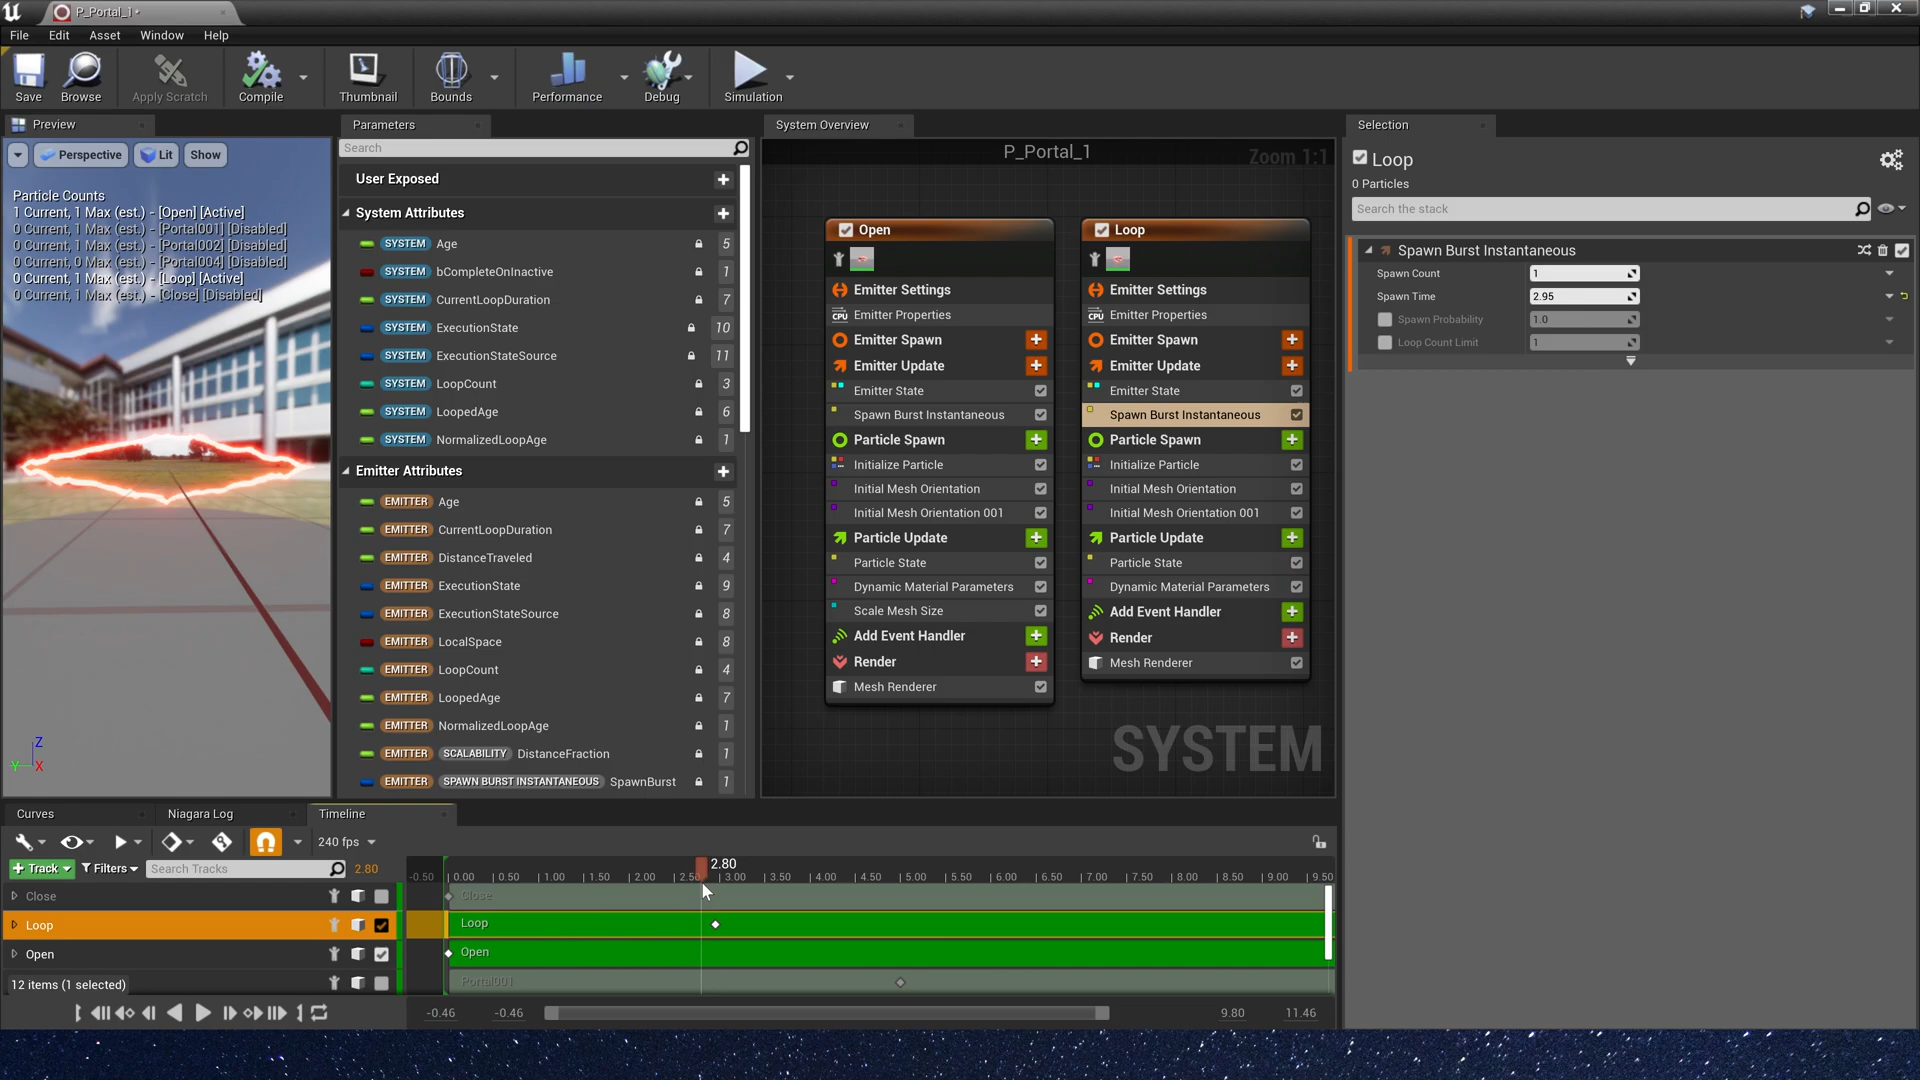 P_Portal_1•
File Edit Asset Window Help
Save Browse Apply Scratch Compile Thumbnail Bounds Performance Debug Simulation
Preview
Perspective Lit Show
Particle Counts
1 Current, 1 Max (est.) - [Open] [Active]
0 Current, 1 Max (est.) - [Portal001] [Disabled]
0 Current, 1 Max (est.) - [Portal002] [Disabled]
0 Current, 0 Max (est.) - [Portal004] [Disabled]
0 Current, 1 Max (est.) - [Loop] [Active]
0 Current, 1 Max (est.) - [Close] [Disabled]
Z
Y X
Parameters
Search
User Exposed
System Attributes
SYSTEM Age 5
SYSTEM bCompleteOnInactive 1
SYSTEM CurrentLoopDuration 7
SYSTEM ExecutionState 10
SYSTEM ExecutionStateSource 11
SYSTEM LoopCount 3
SYSTEM LoopedAge 6
SYSTEM NormalizedLoopAge 1
Emitter Attributes
EMITTER Age 5
EMITTER CurrentLoopDuration 7
EMITTER DistanceTraveled 4
EMITTER ExecutionState 9
EMITTER ExecutionStateSource 8
EMITTER LocalSpace 8
EMITTER LoopCount 4
EMITTER LoopedAge 7
EMITTER NormalizedLoopAge 1
EMITTER SCALABILITY DistanceFraction 1
EMITTER SPAWN BURST INSTANTANEOUS SpawnBurst 1
System Overview
P_Portal_1
Zoom 1:1
Open
Emitter Settings
CPU Emitter Properties
Emitter Spawn
Emitter Update
Emitter State
Spawn Burst Instantaneous
Particle Spawn
Initialize Particle
Initial Mesh Orientation
Initial Mesh Orientation 001
Particle Update
Particle State
Dynamic Material Parameters
Scale Mesh Size
Add Event Handler
Render
Mesh Renderer
Loop
Emitter Settings
CPU Emitter Properties
Emitter Spawn
Emitter Update
Emitter State
Spawn Burst Instantaneous
Particle Spawn
Initialize Particle
Initial Mesh Orientation
Initial Mesh Orientation 001
Particle Update
Particle State
Dynamic Material Parameters
Add Event Handler
Render
Mesh Renderer
SYSTEM
Selection
Loop
0 Particles
Search the stack
Spawn Burst Instantaneous
Spawn Count 1
Spawn Time 2.95
Spawn Probability 1.0
Loop Count Limit 1
Curves Niagara Log Timeline
240 fps
Track Filters Search Tracks 2.80
2.80
-0.50 0.00 0.50 1.00 1.50 2.00 2.50 3.00 3.50 4.00 4.50 5.00 5.50 6.00 6.50 7.00 7.50 8.00 8.50 9.00 9.50
Close Close
Loop Loop
Open Open
12 items (1 selected) Portal001
-0.46 -0.46 9.80 11.46